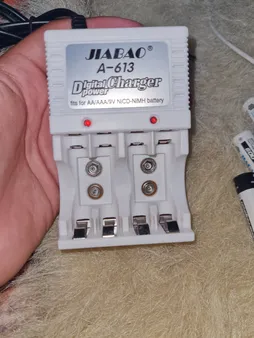 JIABAO®
A-613
Digital Charger
power
fits for AA/AAA/9V NICD-NIMH battery